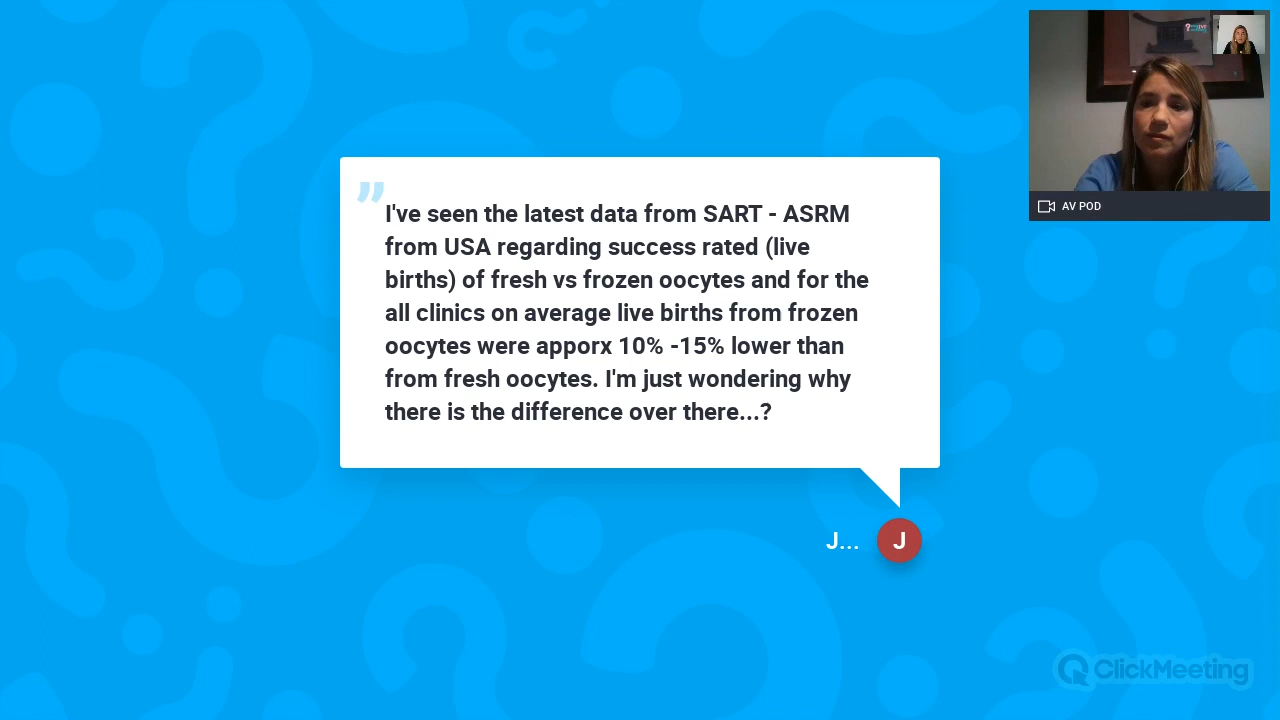 I've seen the latest data from SART - ASRM
from USA regarding success rated (live
births) of fresh vs frozen oocytes and for the
all clinics on average live births from frozen
oocytes were apporx 10% -15% lower than
from fresh oocytes. I'm just wondering why
there is the difference over there...?
J... J
AV POD
ClickMeeting